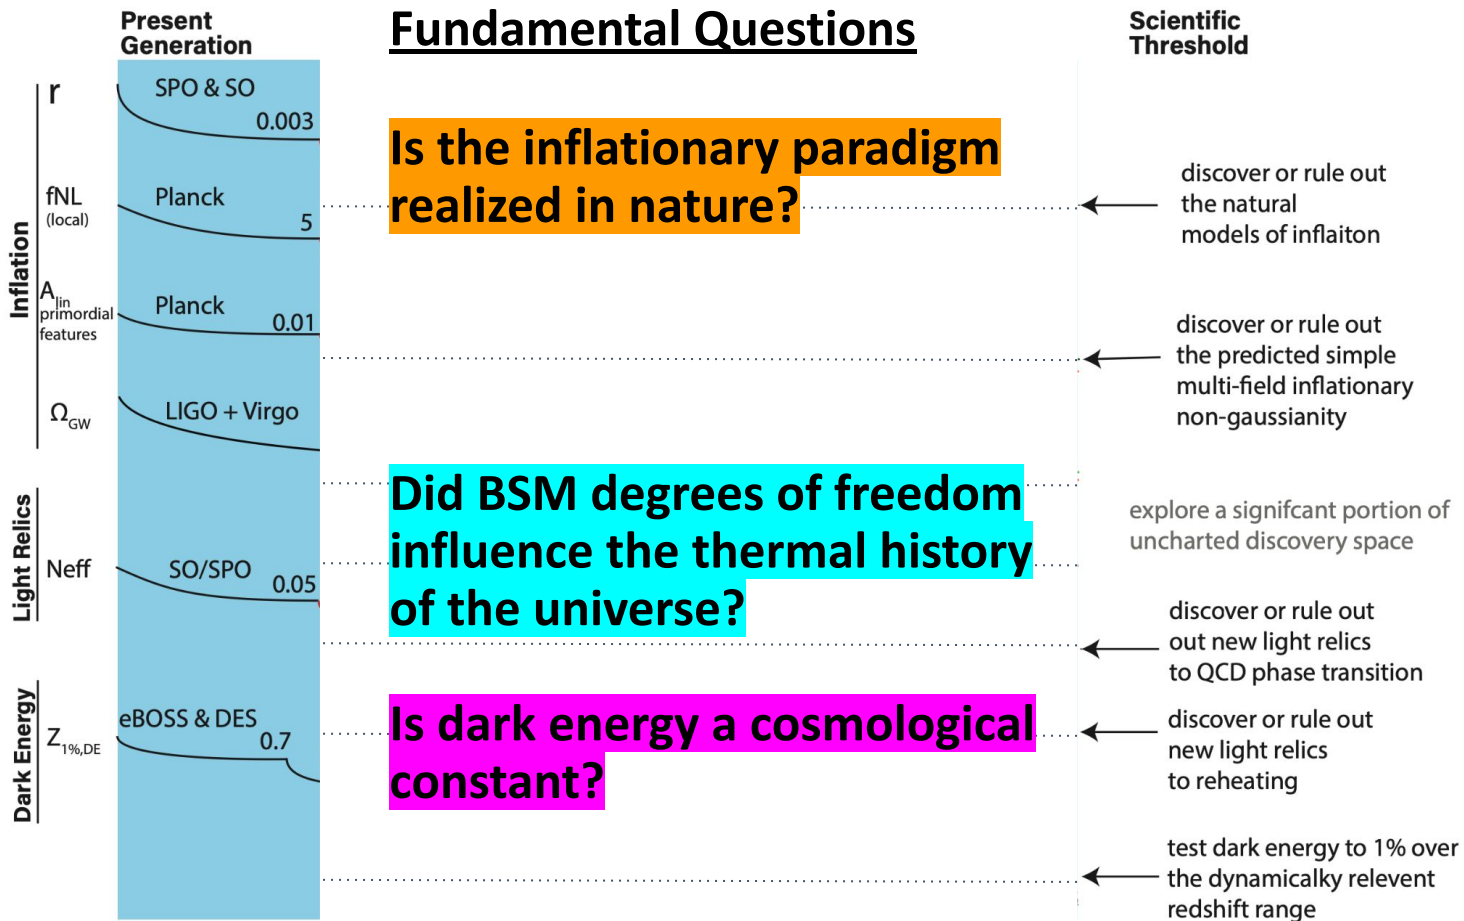 Present
Generation
Fundamental Questions
Scientific
Threshold
Inflation
r
SPO & SO
0.003
fNL
(local)
Planck
5
A lin
primordial
features
Planck
0.01
ΩGW
LIGO + Virgo
Light Relics
Neff
SO/SPO
0.05
Dark Energy
Z1%,DE
eBOSS & DES
0.7
Is the inflationary paradigm
realized in nature?
Did BSM degrees of freedom
influence the thermal history
of the universe?
Is dark energy a cosmological
constant?
discover or rule out
the natural
models of inflaiton
discover or rule out
the predicted simple
multi-field inflationary
non-gaussianity
explore a signifcant portion of
uncharted discovery space
discover or rule out
out new light relics
to QCD phase transition
discover or rule out
new light relics
to reheating
test dark energy to 1% over
the dynamicalky relevent
redshift range